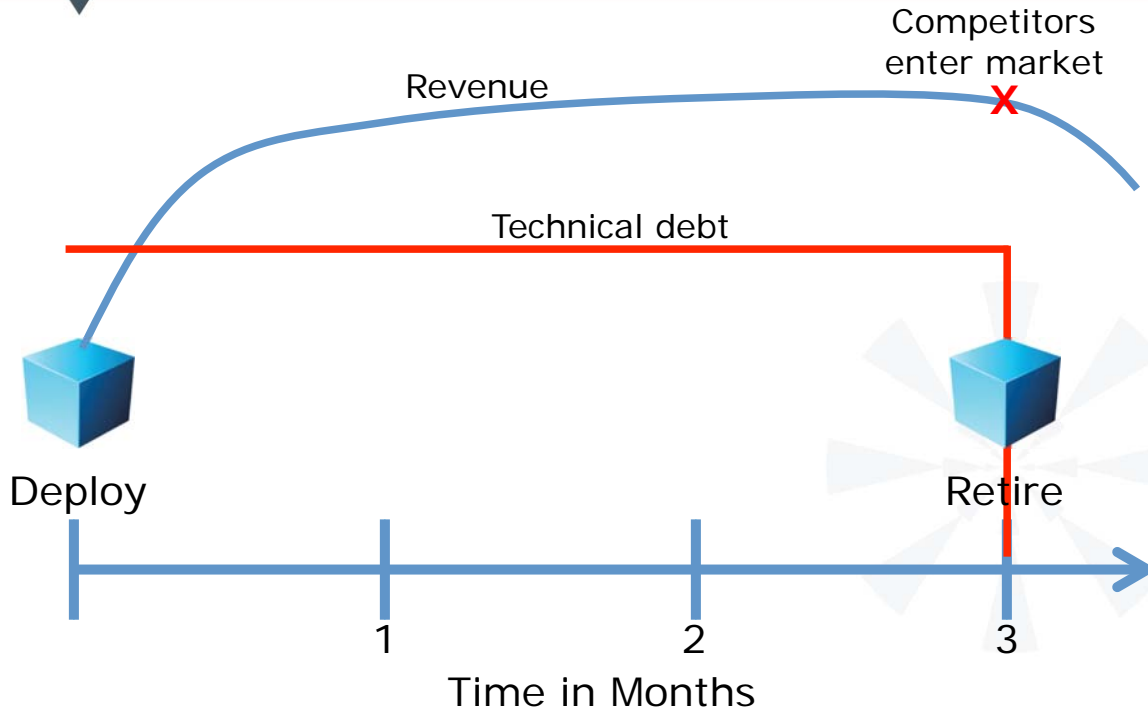 Competitors
enter market
Revenue
X
Technical debt
Deploy
Retire
1
2
3
Time in Months